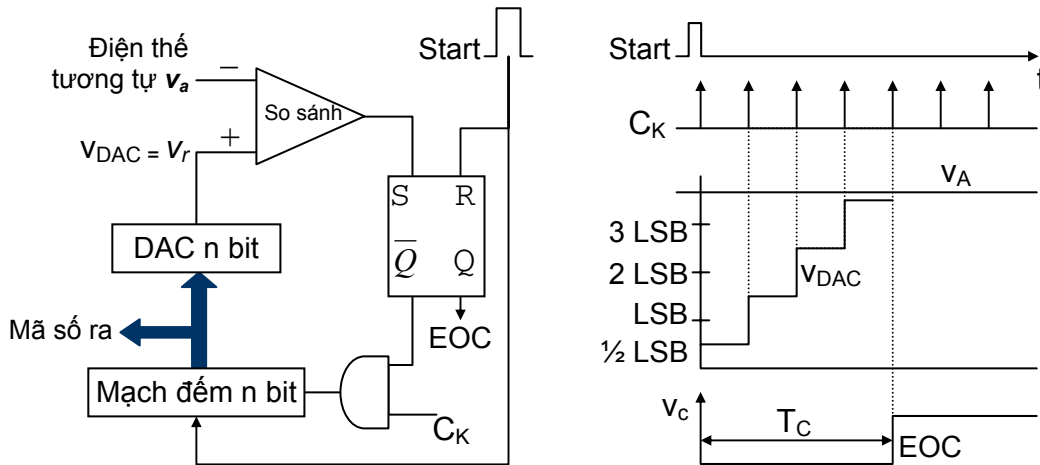 Start
Điện thế
tương tự va
−
So sánh
+
vDAC = vr
S R
Q̅ Q
DAC n bit
Mã số ra
EOC
Mạch đếm n bit
CK
Start
t
CK
vA
3 LSB
2 LSB
vDAC
LSB
½ LSB
vc
TC
EOC